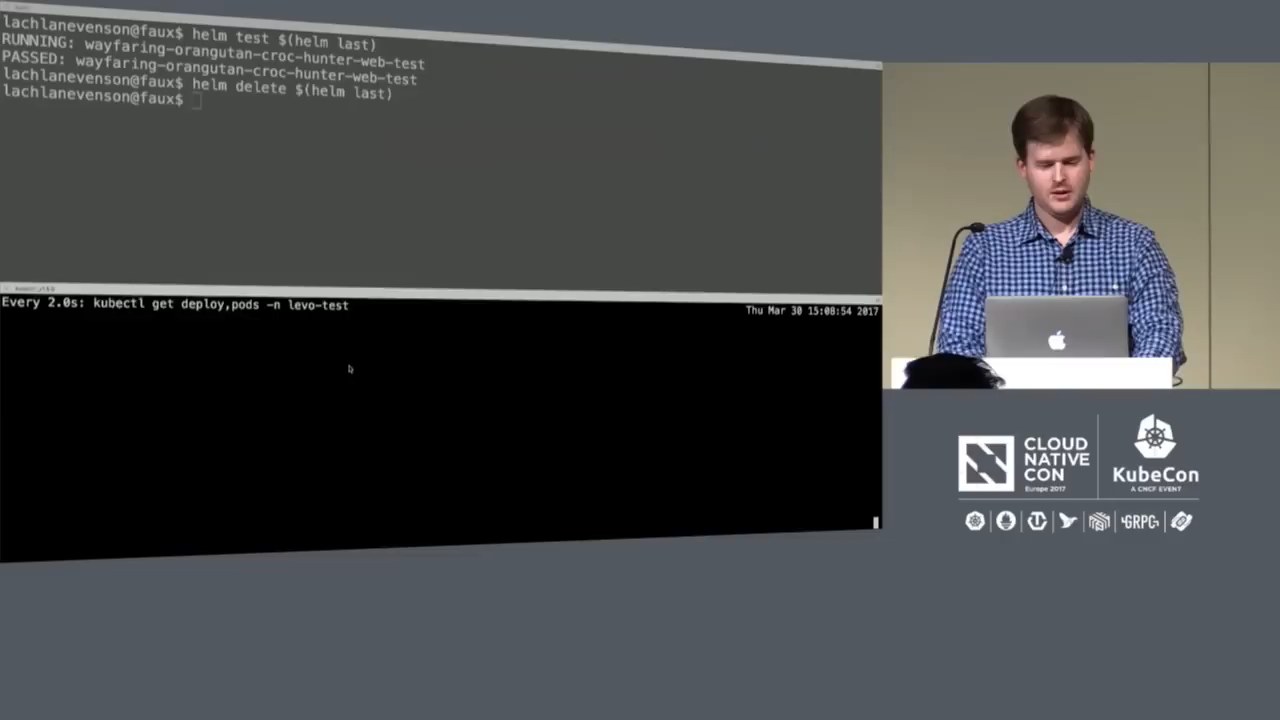 lachlanevenson@faux$ helm test $(helm last)
RUNNING: wayfaring-orangutan-croc-hunter-web-test
PASSED: wayfaring-orangutan-croc-hunter-web-test
lachlanevenson@faux$ helm delete $(helm last)
lachlanevenson@faux$
Every 2.0s: kubectl get deploy,pods -n levo-test
Thu Mar 30 15:08:54 2017
CLOUD
NATIVE
CON
Europe 2017
KubeCon
A CNCF EVENT
GRPC